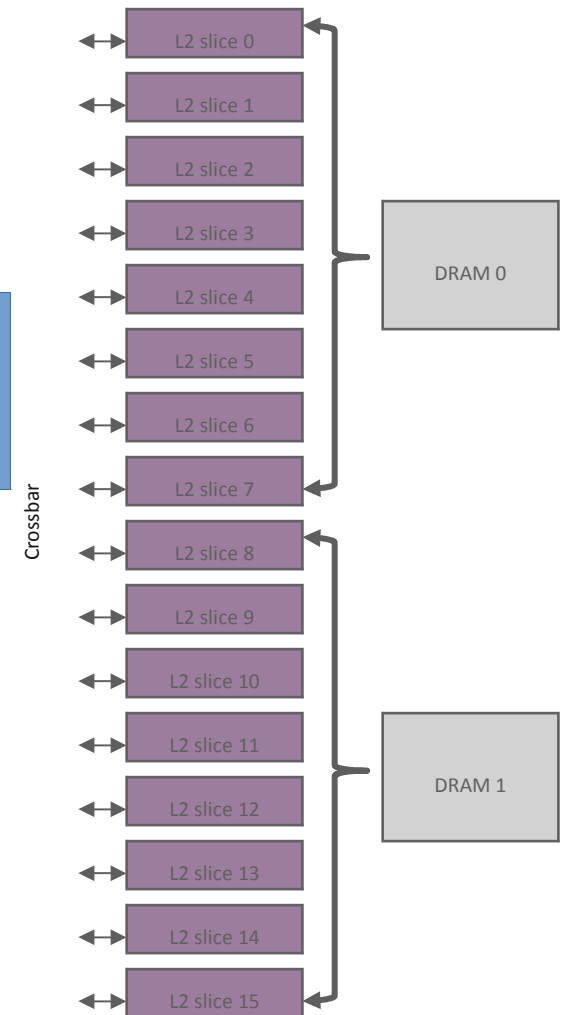 L2 slice 0
L2 slice 1
L2 slice 2
L2 slice 3
DRAM 0
L2 slice 4
L2 slice 5
L2 slice 6
L2 slice 7
Crossbar
L2 slice 8
L2 slice 9
L2 slice 10
L2 slice 11
DRAM 1
L2 slice 12
L2 slice 13
L2 slice 14
L2 slice 15